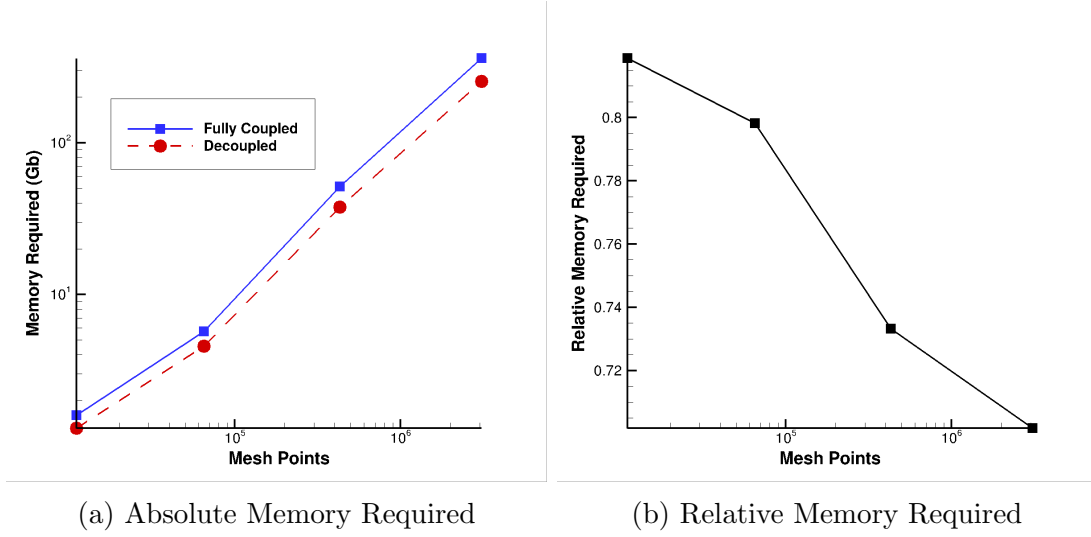 Memory Required (Gb)
10²
10¹
Fully Coupled
Decoupled
10⁵
10⁶
Mesh Points
(a) Absolute Memory Required
Relative Memory Required
0.8
0.78
0.76
0.74
0.72
10⁵
10⁶
Mesh Points
(b) Relative Memory Required